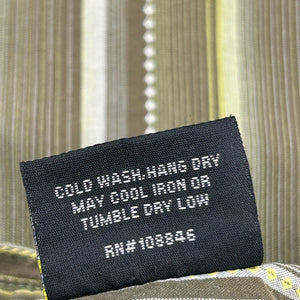 COLD WASH.HANG DRY
MAY COOL IRON OR
TUMBLE DRY LOW
RN#108846